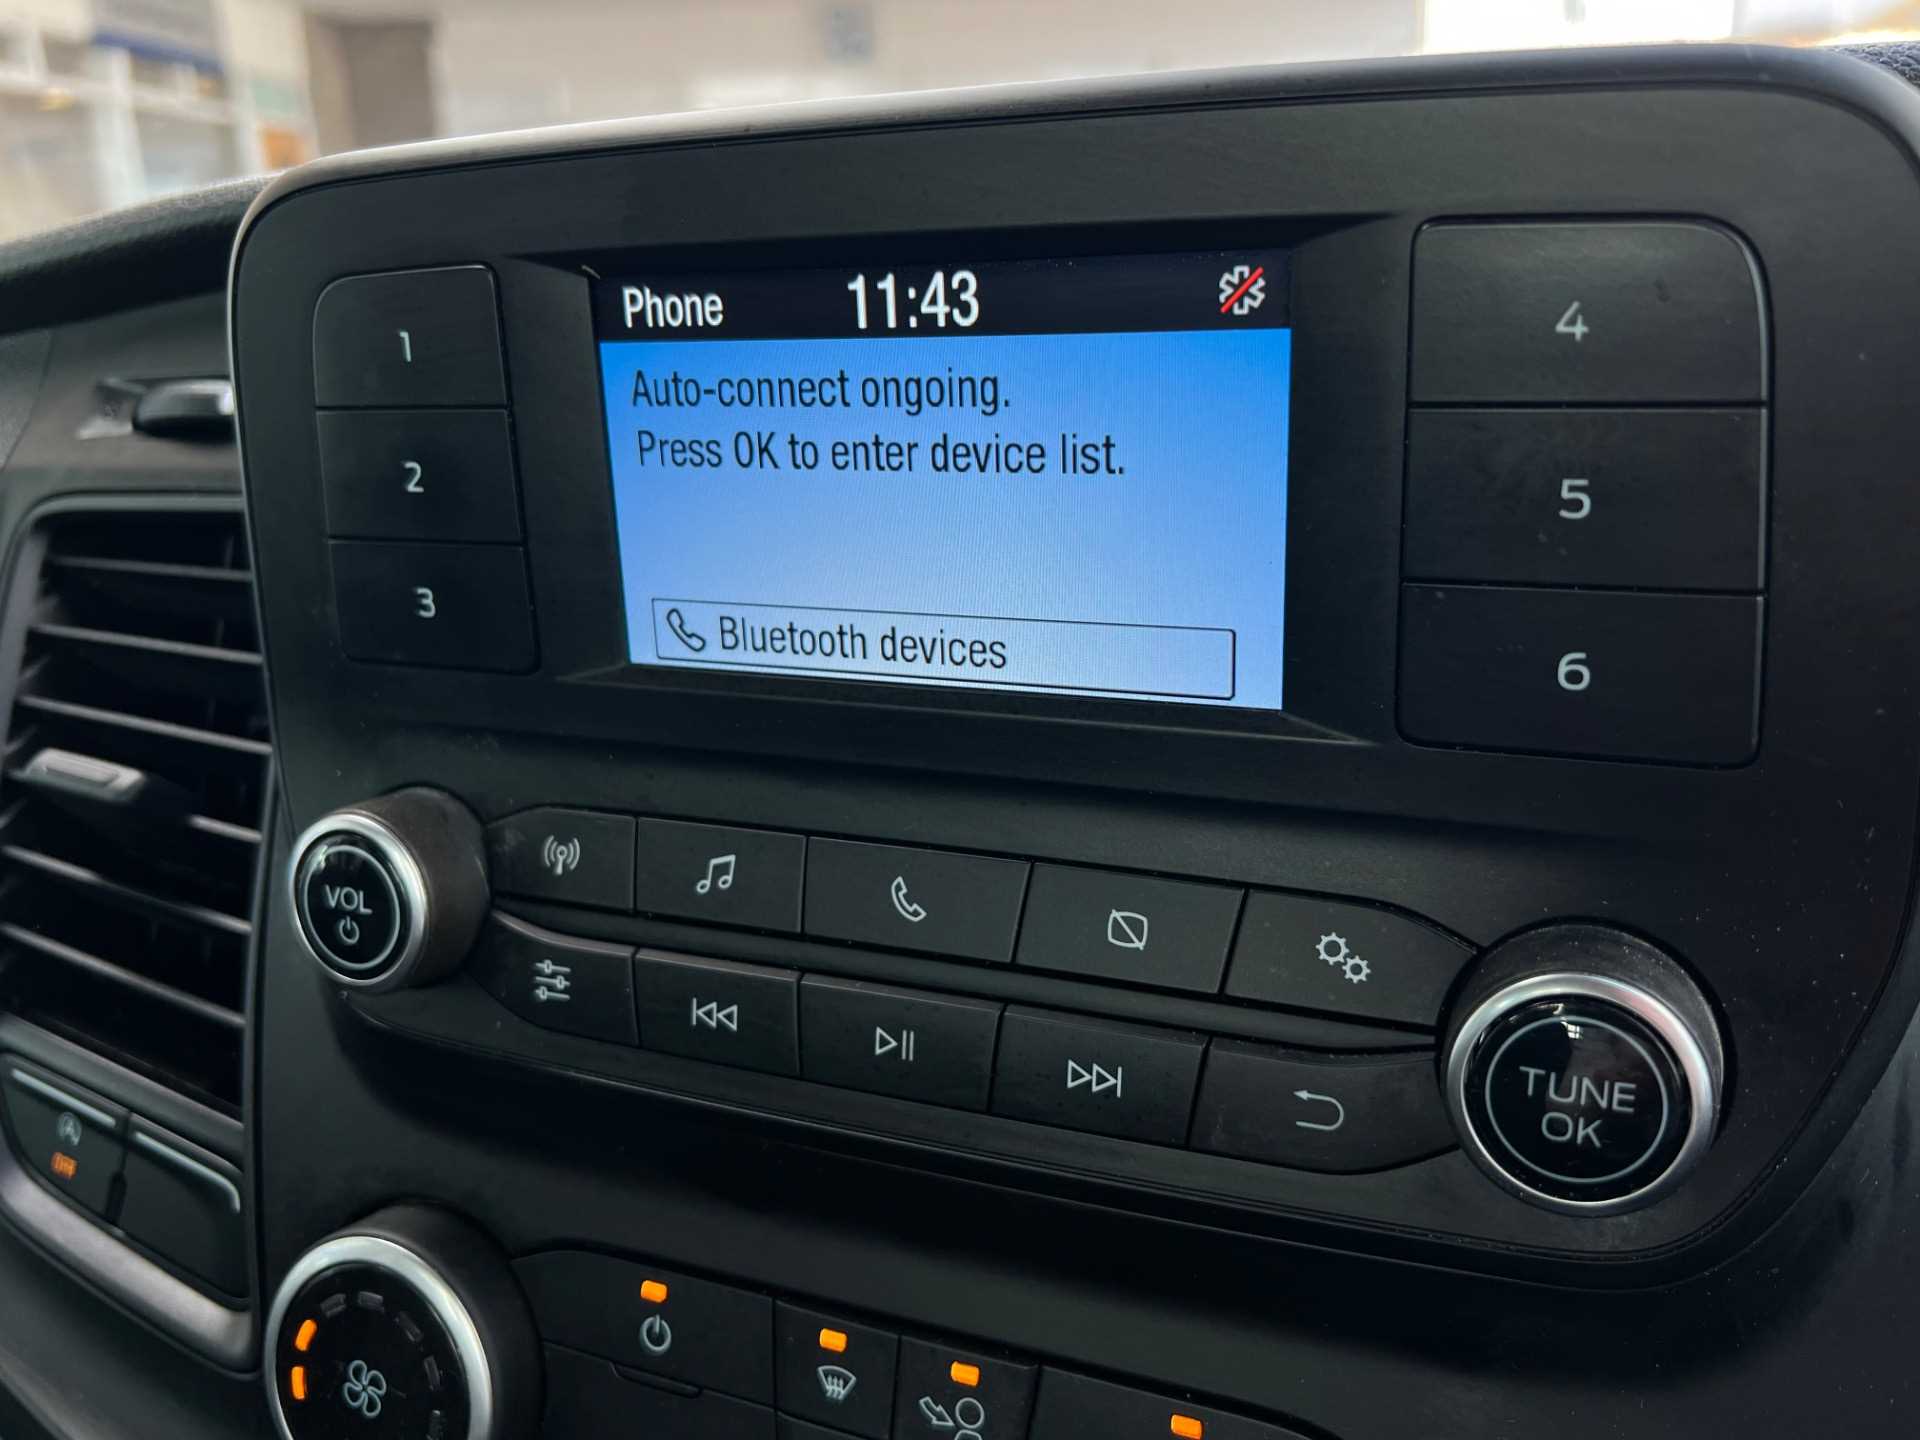 Phone 11:43
Auto-connect ongoing.
Press OK to enter device list.
Bluetooth devices
1
2
3
4
5
6
VOL
TUNE
OK